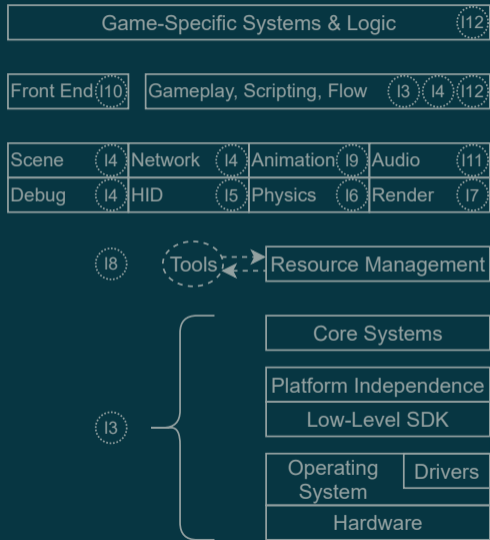 Game-Specific Systems & Logic I12
Front End I10 Gameplay, Scripting, Flow I3 I4 I12
Scene I4 Network I4 Animation I9 Audio I11
Debug I4 HID I5 Physics I6 Render I7
I8 Tools Resource Management
Core Systems
Platform Independence
I3 Low-Level SDK
Operating Drivers
System
Hardware